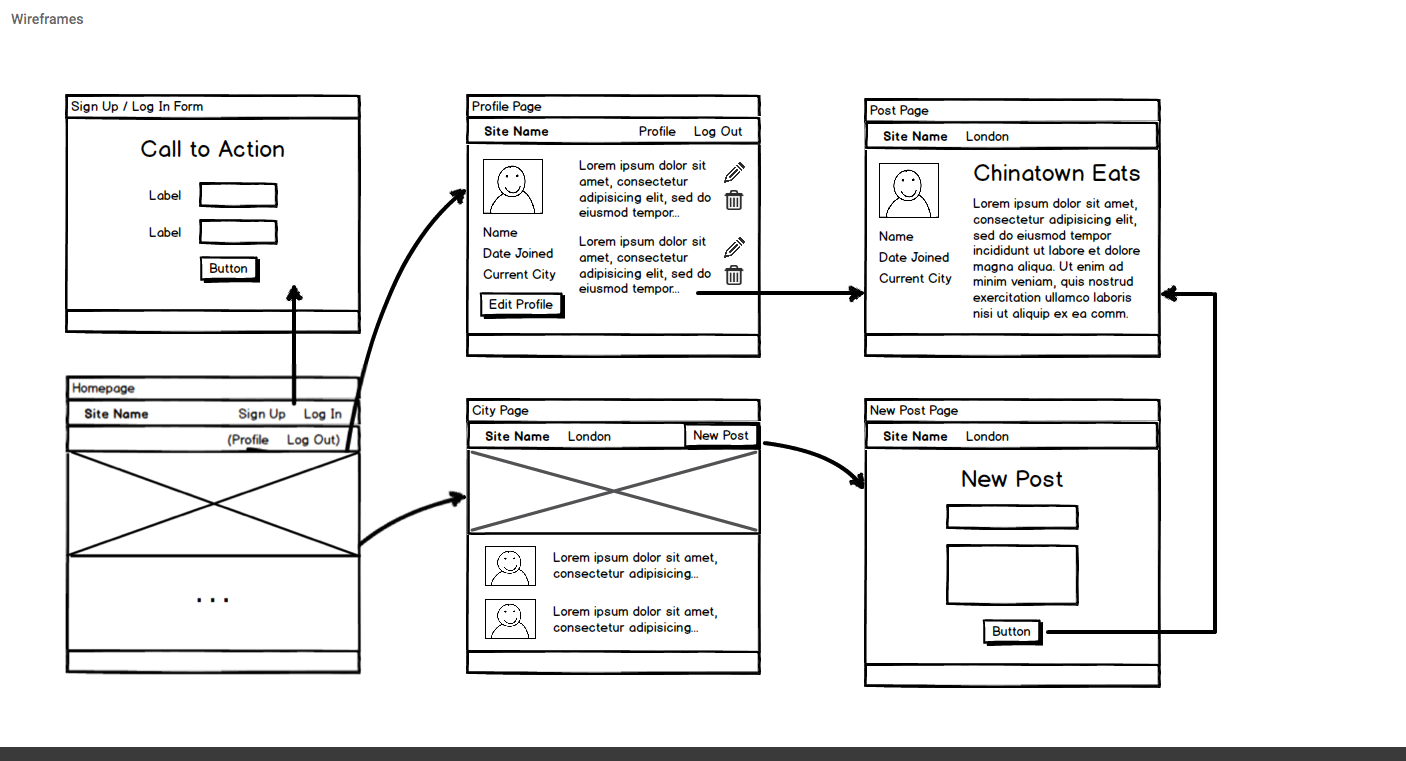 Wireframes
Sign Up / Log In Form
Call to Action
Label
Label
Button
Profile Page
Site Name Profile Log Out
Lorem ipsum dolor sit
amet, consectetur
adipisicing elit, sed do
eiusmod tempor...
Name
Date Joined
Current City
Edit Profile
Lorem ipsum dolor sit
amet, consectetur
adipisicing elit, sed do
eiusmod tempor...
Post Page
Site Name London
Name
Date Joined
Current City
Chinatown Eats
Lorem ipsum dolor sit amet,
consectetur adipisicing elit,
sed do eiusmod tempor
incididunt ut labore et dolore
magna aliqua. Ut enim ad
minim veniam, quis nostrud
exercitation ullamco laboris
nisi ut aliquip ex ea comm.
Homepage
Site Name Sign Up Log In
(Profile Log Out)
...
City Page
Site Name London New Post
Lorem ipsum dolor sit amet,
consectetur adipisicing...
Lorem ipsum dolor sit amet,
consectetur adipisicing...
New Post Page
Site Name London
New Post
Button